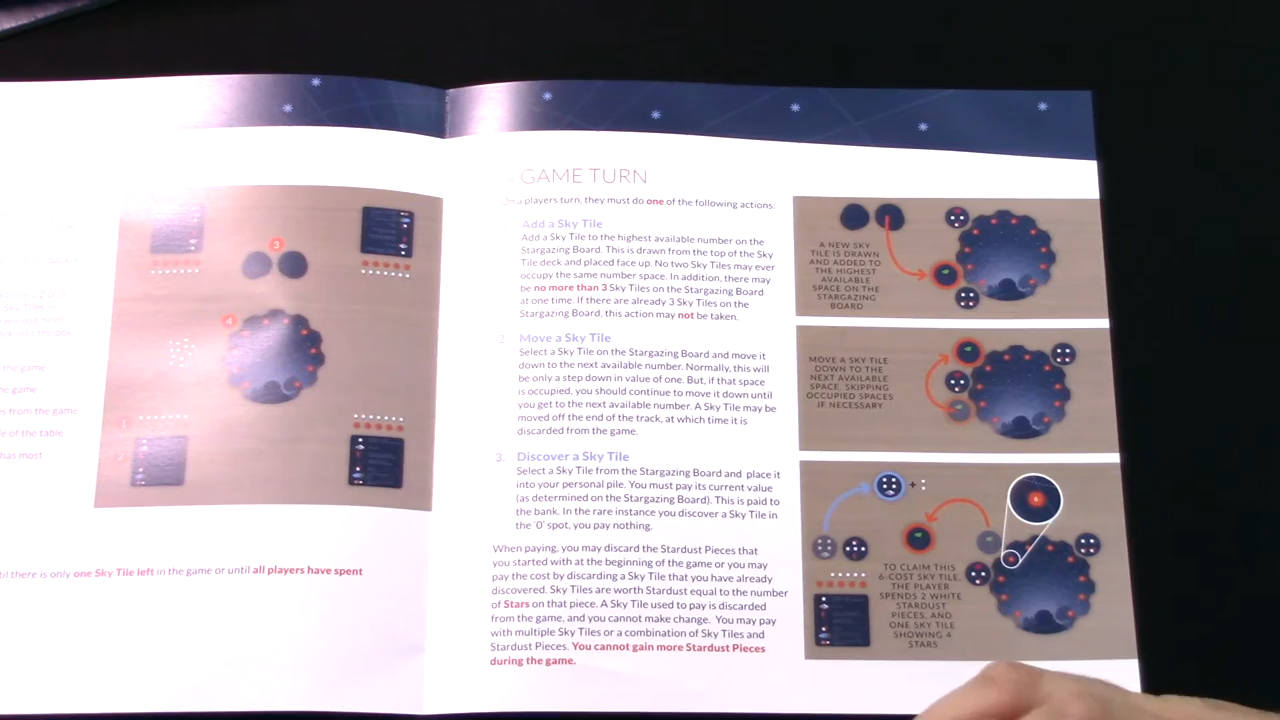 the game
e game.
s from the game
e of the table.
has most
3
4
1
2
til there is only one Sky Tile left in the game or until all players have spent
GAME TURN
On a players turn, they must do one of the following actions:
Add a Sky Tile
Add a Sky Tile to the highest available number on the
Stargazing Board. This is drawn from the top of the Sky
Tile deck and placed face up. No two Sky Tiles may ever
occupy the same number space. In addition, there may
be no more than 3 Sky Tiles on the Stargazing Board
at one time. If there are already 3 Sky Tiles on the
Stargazing Board, this action may not be taken.
2. Move a Sky Tile
Select a Sky Tile on the Stargazing Board and move it
down to the next available number. Normally, this will
be only a step down in value of one. But, if that space
is occupied, you should continue to move it down until
you get to the next available number. A Sky Tile may be
moved off the end of the track, at which time it is
discarded from the game.
3. Discover a Sky Tile
Select a Sky Tile from the Stargazing Board and place it
into your personal pile. You must pay its current value
(as determined on the Stargazing Board). This is paid to
the bank. In the rare instance you discover a Sky Tile in
the '0' spot, you pay nothing.
When paying, you may discard the Stardust Pieces that
you started with at the beginning of the game or you may
pay the cost by discarding a Sky Tile that you have already
discovered. Sky Tiles are worth Stardust equal to the number
of Stars on that piece. A Sky Tile used to pay is discarded
from the game, and you cannot make change. You may pay
with multiple Sky Tiles or a combination of Sky Tiles and
Stardust Pieces. You cannot gain more Stardust Pieces
during the game.
A NEW SKY
TILE IS DRAWN
AND ADDED TO
THE HIGHEST
AVAILABLE
SPACE ON THE
STARGAZING
BOARD
MOVE A SKY TILE
DOWN TO THE
NEXT AVAILABLE
SPACE, SKIPPING
OCCUPIED SPACES
IF NECESSARY
+
6
TO CLAIM THIS
6-COST SKY TILE,
THE PLAYER
SPENDS 2 WHITE
STARDUST
PIECES, AND
ONE SKY TILE
SHOWING 4
STARS